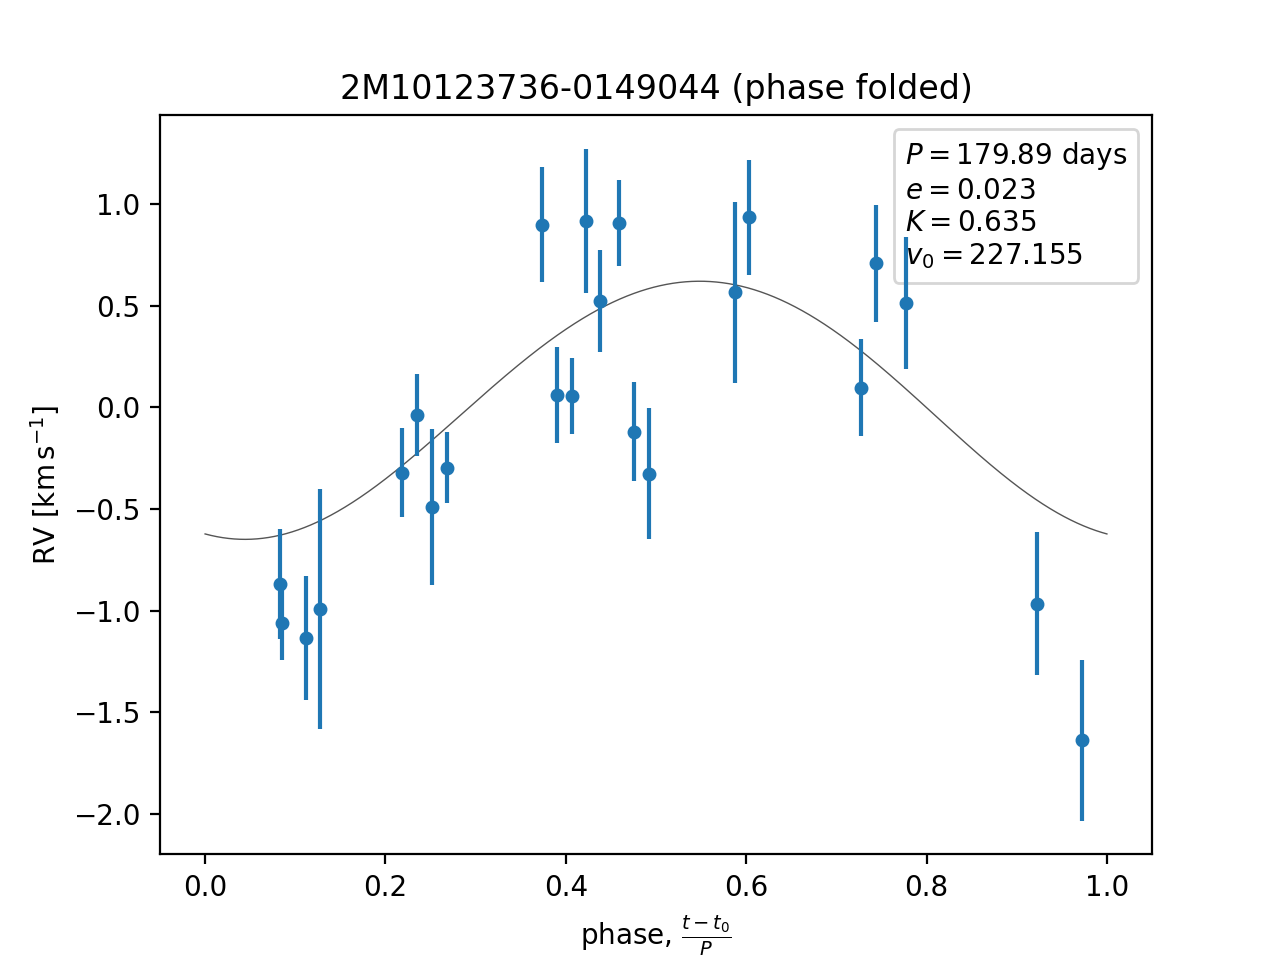 2M10123736-0149044 (phase folded)
P = 179.89 days
e = 0.023
K = 0.635
v₀ = 227.155
1.0
0.5
0.0
−0.5
−1.0
−1.5
−2.0
RV [km s⁻¹]
0.0 0.2 0.4 0.6 0.8 1.0
phase, (t − t₀)/P